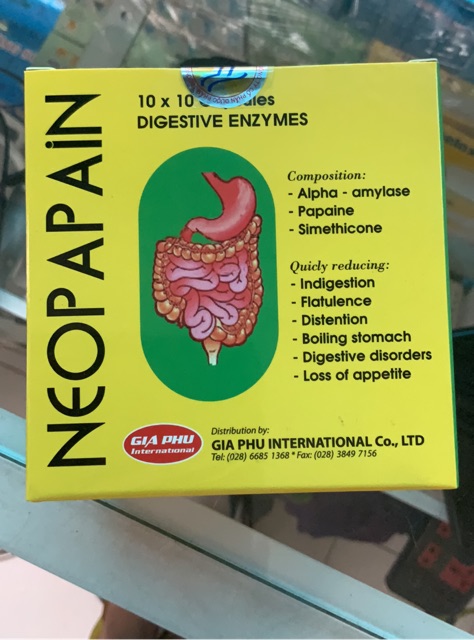 NEOPAPAiN
10 x 10
DIGESTIVE ENZYMES
Composition:
- Alpha - amylase
- Papaine
- Simethicone
Quicly reducing:
- Indigestion
- Flatulence
- Distention
- Boiling stomach
- Digestive disorders
- Loss of appetite
GIA PHU
International
Distribution by:
GIA PHU INTERNATIONAL Co., LTD
Tel: (028) 6685 1368 * Fax: (028) 3849 7156